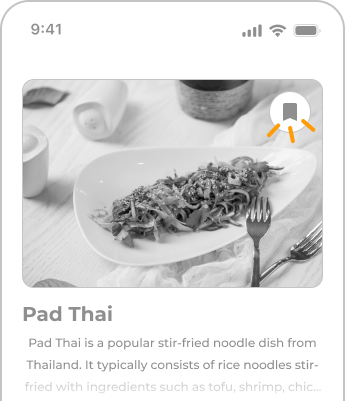 9:41
Pad Thai
Pad Thai is a popular stir-fried noodle dish from
Thailand. It typically consists of rice noodles stir-
fried with ingredients such as tofu, shrimp, chic...